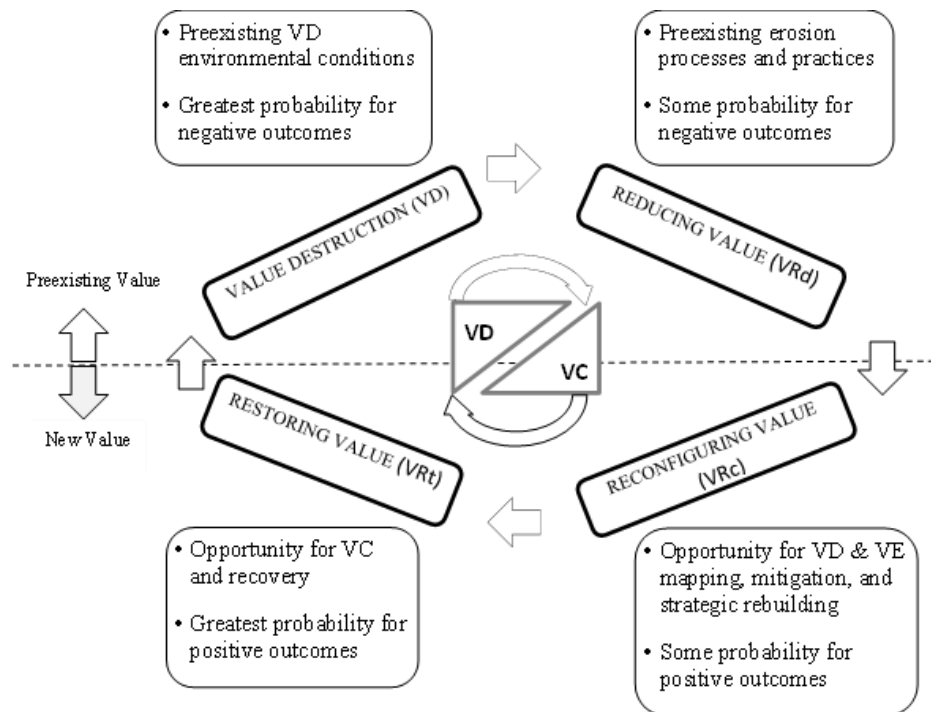 • Preexisting VD
environmental conditions
• Greatest probability for
negative outcomes
• Preexisting erosion
processes and practices
• Some probability for
negative outcomes
VALUE DESTRUCTION (VD)
REDUCING VALUE (VRd)
Preexisting Value
New Value
VD
VC
RESTORING VALUE (VRt)
RECONFIGURING VALUE
(VRc)
• Opportunity for VC
and recovery
• Greatest probability for
positive outcomes
• Opportunity for VD & VE
mapping, mitigation, and
strategic rebuilding
• Some probability for
positive outcomes